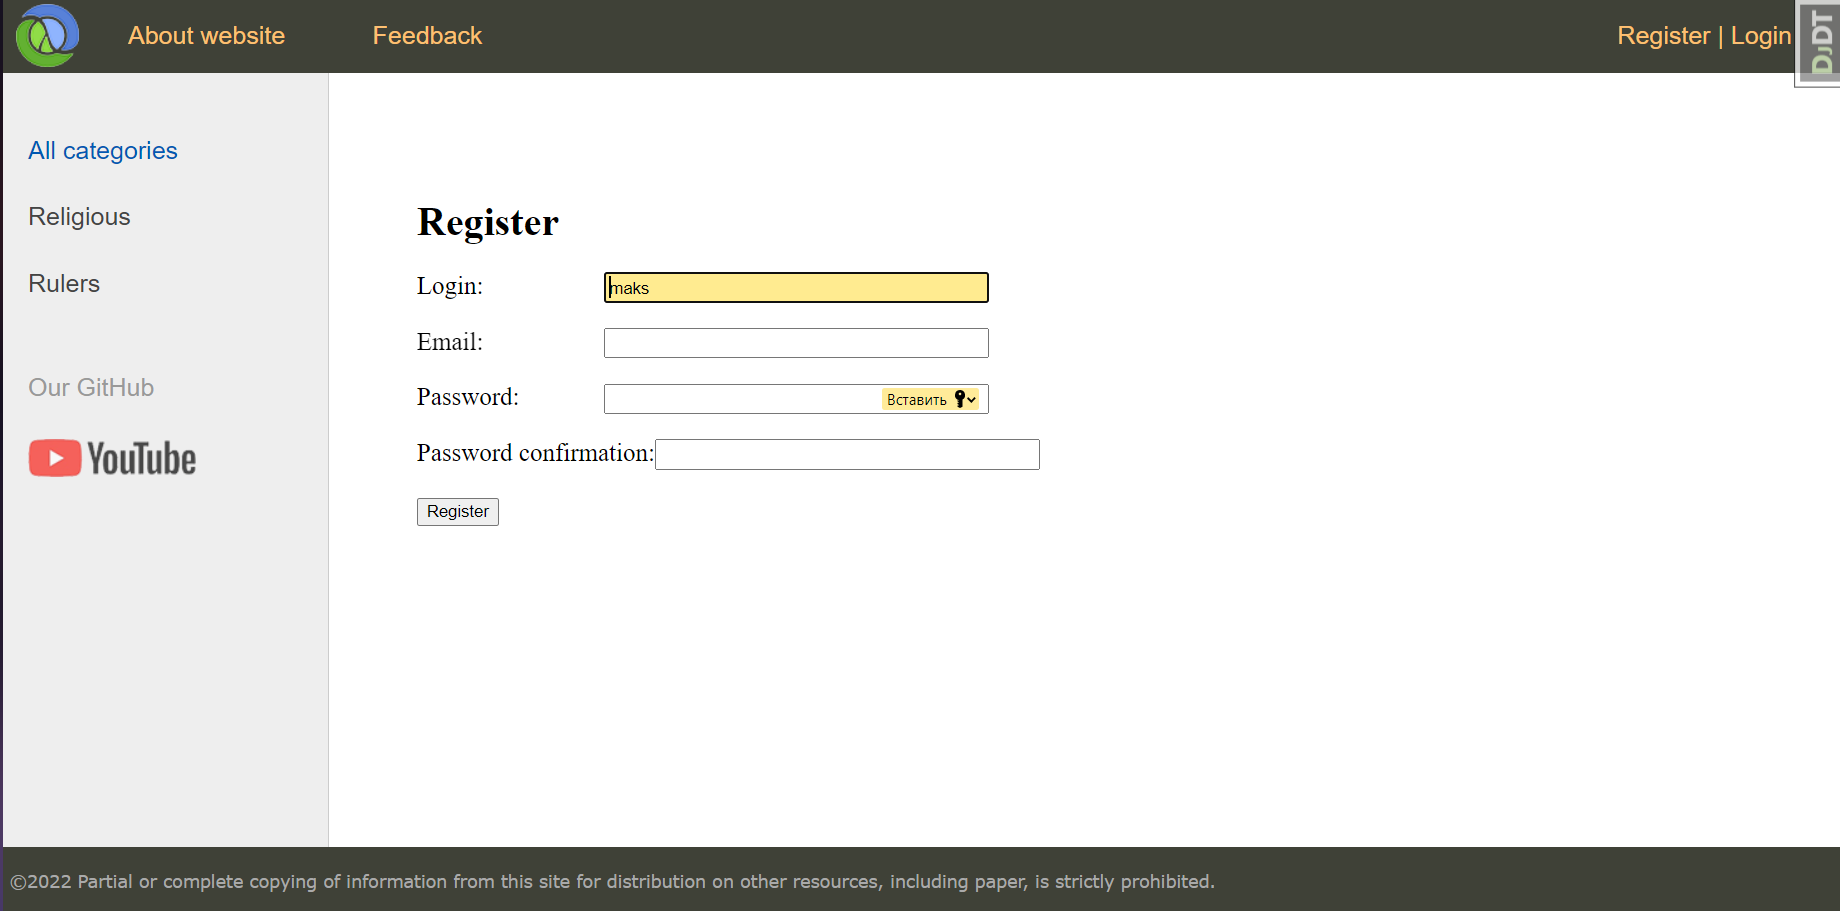 About website
Feedback
Register | Login
DJDT
All categories
Religious
Rulers
Our GitHub
YouTube
Register
Login:
maks
Email:
Password:
Вставить
Password confirmation:
Register
©2022 Partial or complete copying of information from this site for distribution on other resources, including paper, is strictly prohibited.